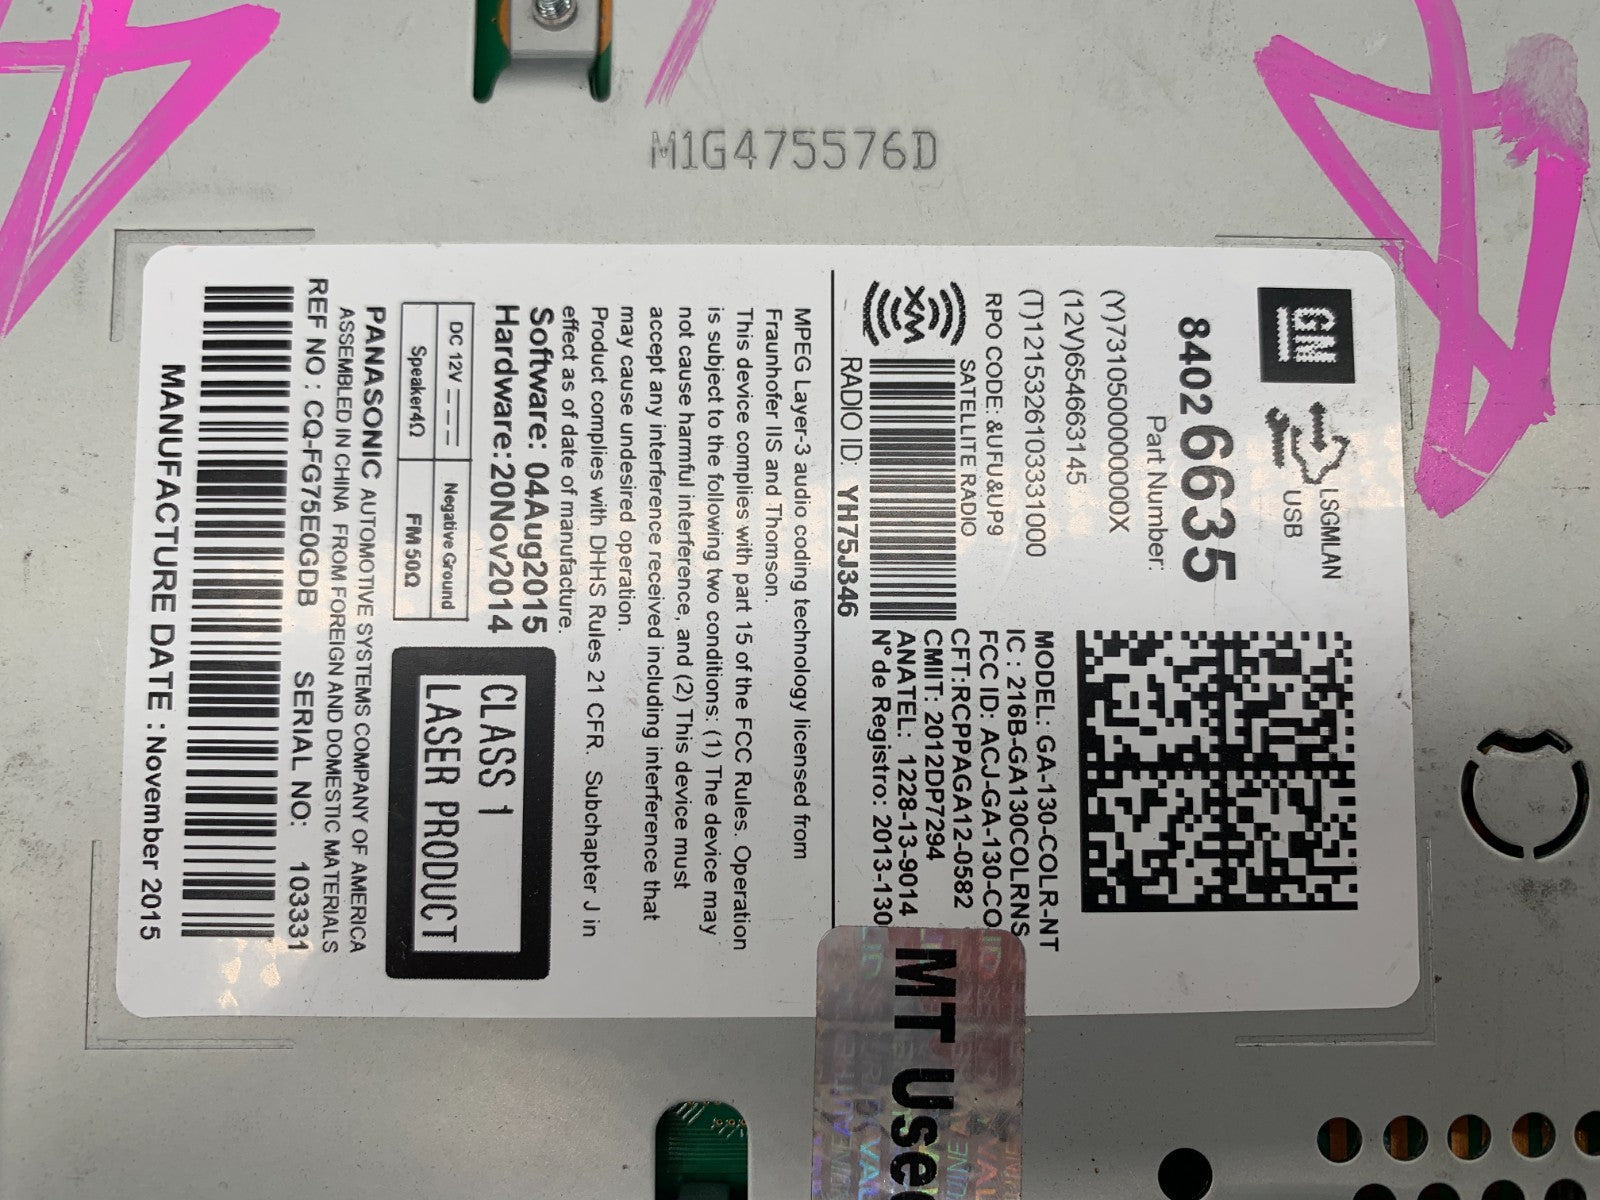 M1G475576D
GM
LSGMLAN
USB
84026635
Part Number:
(Y)7310500000000X
(12V)654663145
(T)1215326103331000
RPO CODE: &UFU&UP9
XM
SATELLITE RADIO
RADIO ID: YH75J346
MODEL: GA-130-COLR-NT
IC : 216B-GA130COLRNS
FCC ID: ACJ-GA-130-CO
CFT:RCPPAGA12-0582
CMIIT: 2012DP7294
ANATEL: 1228-13-9014
N° de Registro: 2013-130
MPEG Layer-3 audio coding technology licensed from
Fraunhofer IIS and Thomson.
This device complies with part 15 of the FCC Rules. Operation
is subject to the following two conditions: (1) The device may
not cause harmful interference, and (2) This device must
accept any interference received including interference that
may cause undesired operation.
Product complies with DHHS Rules 21 CFR. Subchapter J in
effect as of date of manufacture.
Software: 04Aug2015
Hardware:20Nov2014
DC 12V Negative Ground
Speaker4Ω FM 50Ω
CLASS 1
LASER PRODUCT
PANASONIC AUTOMOTIVE SYSTEMS COMPANY OF AMERICA
ASSEMBLED IN CHINA FROM FOREIGN AND DOMESTIC MATERIALS
REF NO : CQ-FG75E0GDB SERIAL NO: 103331
MANUFACTURE DATE : November 2015
MT Use